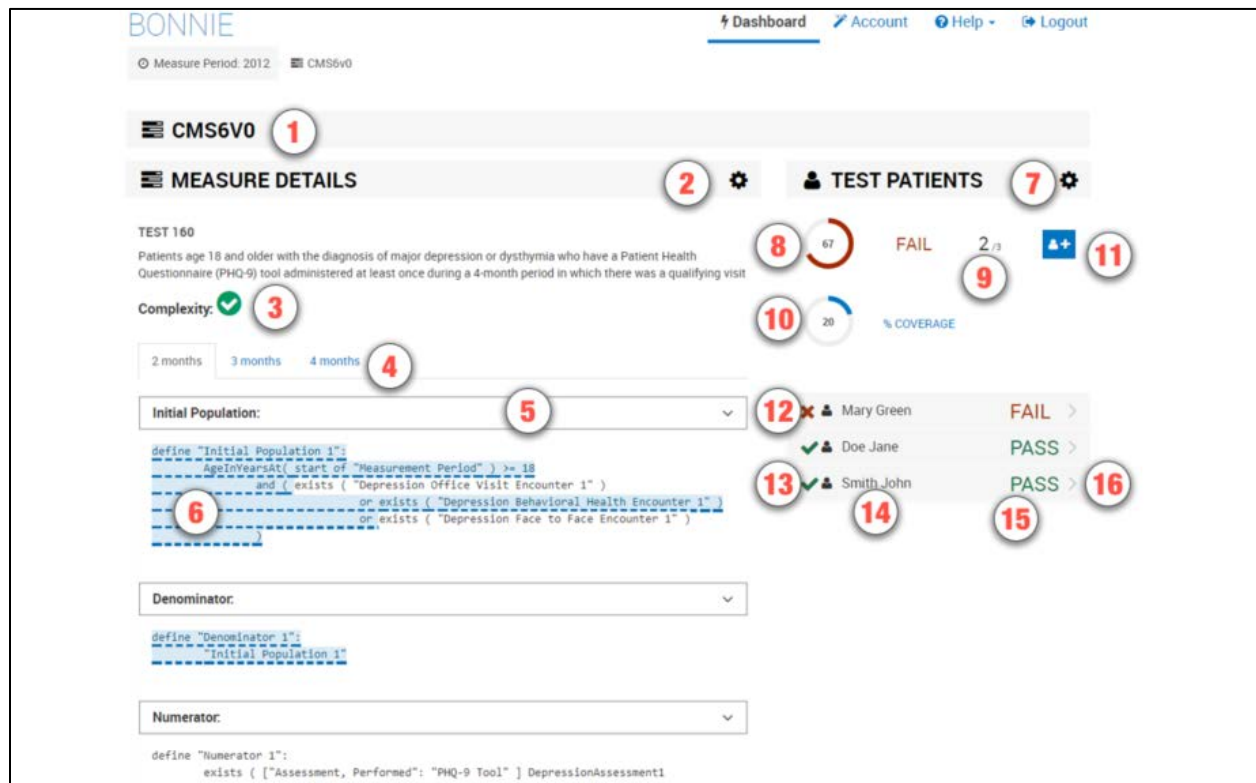 BONNIE
Dashboard Account Help Logout
Measure Period: 2012 CMS6v0
CMS6V0 1
MEASURE DETAILS 2
TEST PATIENTS 7
TEST 160
Patients age 18 and older with the diagnosis of major depression or dysthymia who have a Patient Health
Questionnaire (PHQ-9) tool administered at least once during a 4-month period in which there was a qualifying visit
Complexity: 3
8 67 FAIL 2 /3 11
9
10 20 % COVERAGE
2 months 3 months 4 months 4
Initial Population: 5
define "Initial Population 1":
AgeInYearsAt( start of "Measurement Period" ) >= 18
and ( exists ( "Depression Office Visit Encounter 1" )
or exists ( "Depression Behavioral Health Encounter 1" )
or exists ( "Depression Face to Face Encounter 1" )
)
6
12 Mary Green FAIL
Doe Jane PASS
13 Smith John PASS 16
14 15
Denominator:
define "Denominator 1":
"Initial Population 1"
Numerator:
define "Numerator 1":
exists ( ["Assessment, Performed": "PHQ-9 Tool" ] DepressionAssessment1